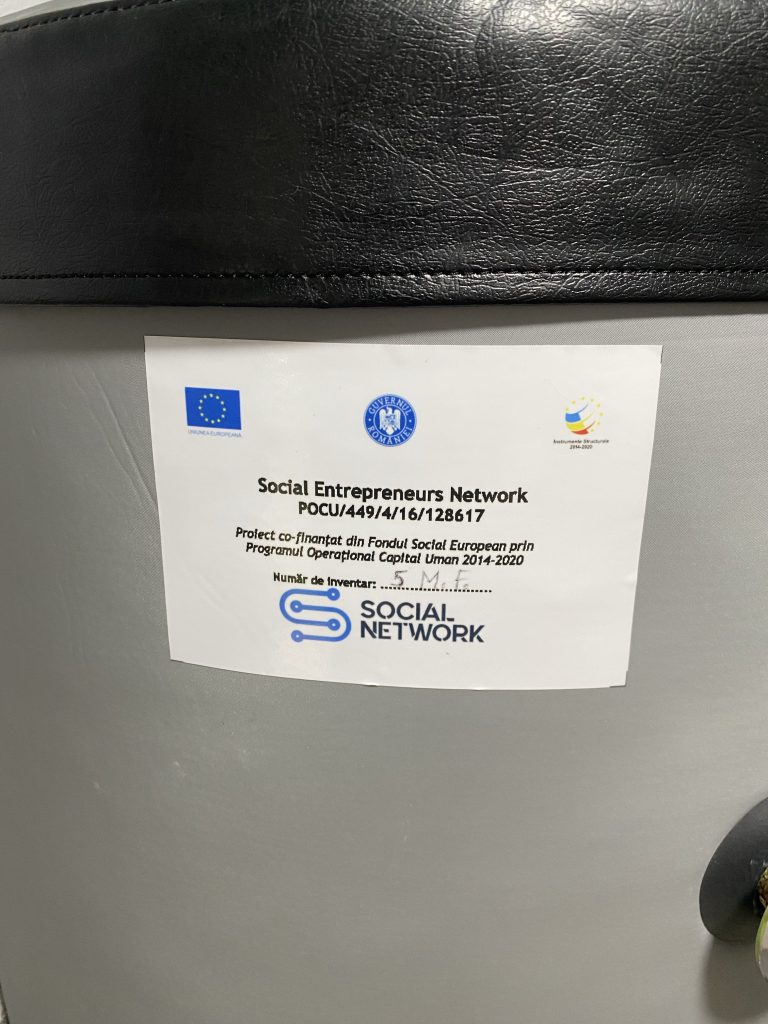 UNIUNEA EUROPEANĂ
GUVERNUL ROMÂNIEI
Instrumente Structurale
2014-2020
Social Entrepreneurs Network
POCU/449/4/16/128617
Proiect co-finanțat din Fondul Social European prin
Programul Operațional Capital Uman 2014-2020
Număr de inventar: 5 M.F.
SOCIAL
NETWORK